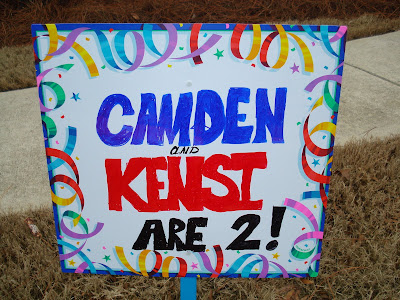 CAMDEN
AND
KENSI
ARE 2!